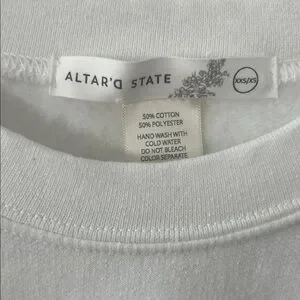 ALTAR'D STATE
XXS/XS
50% COTTON
50% POLYESTER
HAND WASH WITH
COLD WATER
DO NOT BLEACH
COLOR SEPARATE